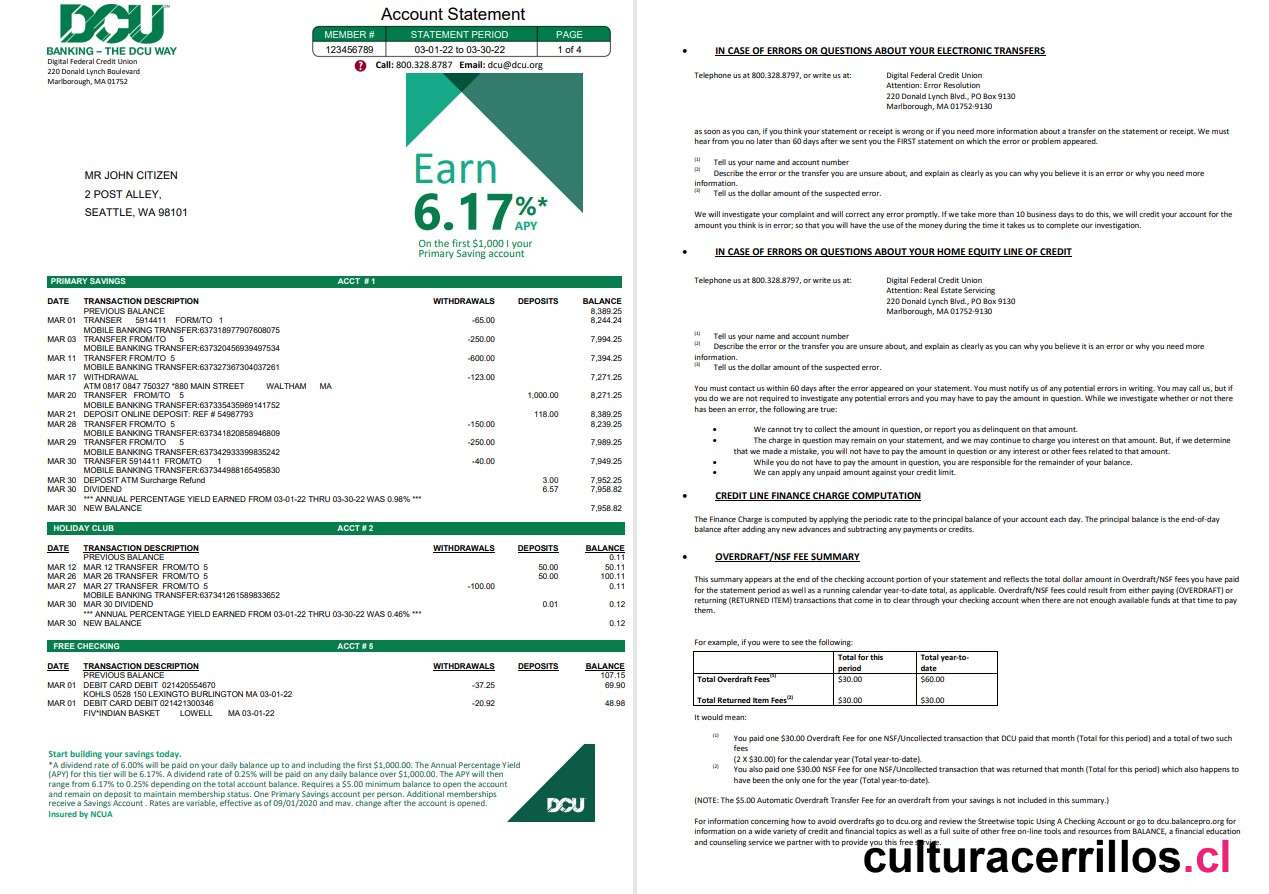 DCU
BANKING – THE DCU WAY
Digital Federal Credit Union
220 Donald Lynch Boulevard
Marlborough, MA 01752
Account Statement
MEMBER # STATEMENT PERIOD PAGE
123456789 03-01-22 to 03-30-22 1 of 4
? Call: 800.328.8787 Email: dcu@dcu.org
MR JOHN CITIZEN
2 POST ALLEY,
SEATTLE, WA 98101
Earn
6.17%*
APY
On the first $1,000 I your
Primary Saving account
PRIMARY SAVINGS ACCT # 1
DATE TRANSACTION DESCRIPTION WITHDRAWALS DEPOSITS BALANCE
PREVIOUS BALANCE 8,389.25
MAR 01 TRANSER 5914411 FORM/TO 1 -65.00 8,244.24
MOBILE BANKING TRANSFER:637318977907608075
MAR 03 TRANSFER FROM/TO 5 -250.00 7,994.25
MOBILE BANKING TRANSFER:637320456939497534
MAR 11 TRANSFER FROM/TO 5 -600.00 7,394.25
MOBILE BANKING TRANSFER:637327367304037261
MAR 17 WITHDRAWAL -123.00 7,271.25
ATM 0817 0847 750327 *880 MAIN STREET WALTHAM MA
MAR 20 TRANSFER FROM/TO 5 1,000.00 8,271.25
MOBILE BANKING TRANSFER:637335435969141752
MAR 21 DEPOSIT ONLINE DEPOSIT: REF # 54987793 118.00 8,389.25
MAR 28 TRANSFER FROM/TO 5 -150.00 8,239.25
MOBILE BANKING TRANSFER:637341820858946809
MAR 29 TRANSFER FROM/TO 5 -250.00 7,989.25
MOBILE BANKING TRANSFER:637342933399835242
MAR 30 TRANSFER 5914411 FROM/TO 1 -40.00 7,949.25
MOBILE BANKING TRANSFER:637344988165495830
MAR 30 DEPOSIT ATM Surcharge Refund 3.00 7,952.25
MAR 30 DIVIDEND 6.57 7,958.82
*** ANNUAL PERCENTAGE YIELD EARNED FROM 03-01-22 THRU 03-30-22 WAS 0.98% ***
MAR 30 NEW BALANCE 7,958.82
HOLIDAY CLUB ACCT # 2
DATE TRANSACTION DESCRIPTION WITHDRAWALS DEPOSITS BALANCE
PREVIOUS BALANCE 0.11
MAR 12 MAR 12 TRANSFER FROM/TO 5 50.00 50.11
MAR 26 MAR 26 TRANSFER FROM/TO 5 50.00 100.11
MAR 27 MAR 27 TRANSFER FROM/TO 5 -100.00 0.11
MOBILE BANKING TRANSFER:637341261589833652
MAR 30 MAR 30 DIVIDEND 0.01 0.12
*** ANNUAL PERCENTAGE YIELD EARNED FROM 03-01-22 THRU 03-30-22 WAS 0.46% ***
MAR 30 NEW BALANCE 0.12
FREE CHECKING ACCT # 5
DATE TRANSACTION DESCRIPTION WITHDRAWALS DEPOSITS BALANCE
PREVIOUS BALANCE 107.15
MAR 01 DEBIT CARD DEBIT 021420554670 -37.25 69.90
KOHLS 0528 150 LEXINGTO BURLINGTON MA 03-01-22
MAR 01 DEBIT CARD DEBIT 021421300346 -20.92 48.98
FIV*INDIAN BASKET LOWELL MA 03-01-22
Start building your savings today.
*A dividend rate of 6.00% will be paid on your daily balance up to and including the first $1,000.00. The Annual Percentage Yield
(APY) for this tier will be 6.17%. A dividend rate of 0.25% will be paid on any daily balance over $1,000.00. The APY will then
range from 6.17% to 0.25% depending on the total account balance. Requires a $5.00 minimum balance to open the account
and remain on deposit to maintain membership status. One Primary Savings account per person. Additional memberships
receive a Savings Account . Rates are variable, effective as of 09/01/2020 and mav. change after the account is opened.
Insured by NCUA
DCU
• IN CASE OF ERRORS OR QUESTIONS ABOUT YOUR ELECTRONIC TRANSFERS
Telephone us at 800.328.8797, or write us at: Digital Federal Credit Union
Attention: Error Resolution
220 Donald Lynch Blvd., PO Box 9130
Marlborough, MA 01752-9130
as soon as you can, if you think your statement or receipt is wrong or if you need more information about a transfer on the statement or receipt. We must
hear from you no later than 60 days after we sent you the FIRST statement on which the error or problem appeared.
(1) Tell us your name and account number
(2) Describe the error or the transfer you are unsure about, and explain as clearly as you can why you believe it is an error or why you need more
information.
(3) Tell us the dollar amount of the suspected error.
We will investigate your complaint and will correct any error promptly. If we take more than 10 business days to do this, we will credit your account for the
amount you think is in error; so that you will have the use of the money during the time it takes us to complete our investigation.
• IN CASE OF ERRORS OR QUESTIONS ABOUT YOUR HOME EQUITY LINE OF CREDIT
Telephone us at 800.328.8797, or write us at: Digital Federal Credit Union
Attention: Real Estate Servicing
220 Donald Lynch Blvd., PO Box 9130
Marlborough, MA 01752-9130
(1) Tell us your name and account number
(2) Describe the error or the transfer you are unsure about, and explain as clearly as you can why you believe it is an error or why you need more
information.
(3) Tell us the dollar amount of the suspected error.
You must contact us within 60 days after the error appeared on your statement. You must notify us of any potential errors in writing. You may call us, but if
you do we are not required to investigate any potential errors and you may have to pay the amount in question. While we investigate whether or not there
has been an error, the following are true:
• We cannot try to collect the amount in question, or report you as delinquent on that amount.
• The charge in question may remain on your statement, and we may continue to charge you interest on that amount. But, if we determine
that we made a mistake, you will not have to pay the amount in question or any interest or other fees related to that amount.
• While you do not have to pay the amount in question, you are responsible for the remainder of your balance.
• We can apply any unpaid amount against your credit limit.
• CREDIT LINE FINANCE CHARGE COMPUTATION
The Finance Charge is computed by applying the periodic rate to the principal balance of your account each day. The principal balance is the end-of-day
balance after adding any new advances and subtracting any payments or credits.
• OVERDRAFT/NSF FEE SUMMARY
This summary appears at the end of the checking account portion of your statement and reflects the total dollar amount in Overdraft/NSF fees you have paid
for the statement period as well as a running calendar year-to-date total, as applicable. Overdraft/NSF fees could result from either paying (OVERDRAFT) or
returning (RETURNED ITEM) transactions that come in to clear through your checking account when there are not enough available funds at that time to pay
them.
For example, if you were to see the following:
Total for this period Total year-to-date
Total Overdraft Fees(1) $30.00 $60.00
Total Returned Item Fees(2) $30.00 $30.00
It would mean:
(1) You paid one $30.00 Overdraft Fee for one NSF/Uncollected transaction that DCU paid that month (Total for this period) and a total of two such
fees
(2 X $30.00) for the calendar year (Total year-to-date).
(2) You also paid one $30.00 NSF Fee for one NSF/Uncollected transaction that was returned that month (Total for this period) which also happens to
have been the only one for the year (Total year-to-date).
(NOTE: The $5.00 Automatic Overdraft Transfer Fee for an overdraft from your savings is not included in this summary.)
For information concerning how to avoid overdrafts go to dcu.org and review the Streetwise topic Using A Checking Account or go to dcu.balancepro.org for
information on a wide variety of credit and financial topics as well as a full suite of other free on-line tools and resources from BALANCE, a financial education
and counseling service we partner with to provide you this free service.
culturacerrillos.cl